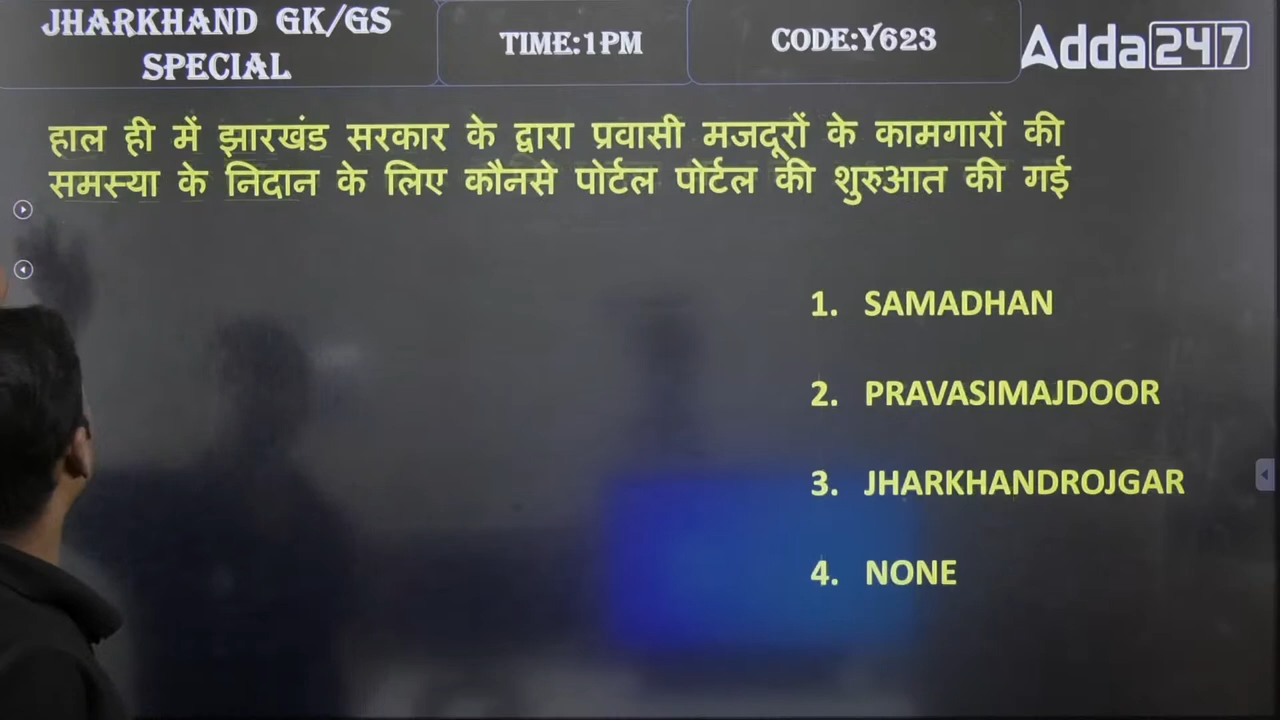 JHARKHAND GK/GS
SPECIAL
TIME:1PM
CODE:Y623
Adda247
हाल ही में झारखंड सरकार के द्वारा प्रवासी मजदूरों के कामगारों की
समस्या के निदान के लिए कौनसे पोर्टल पोर्टल की शुरुआत की गई
1. SAMADHAN
2. PRAVASIMAJDOOR
3. JHARKHANDROJGAR
4. NONE